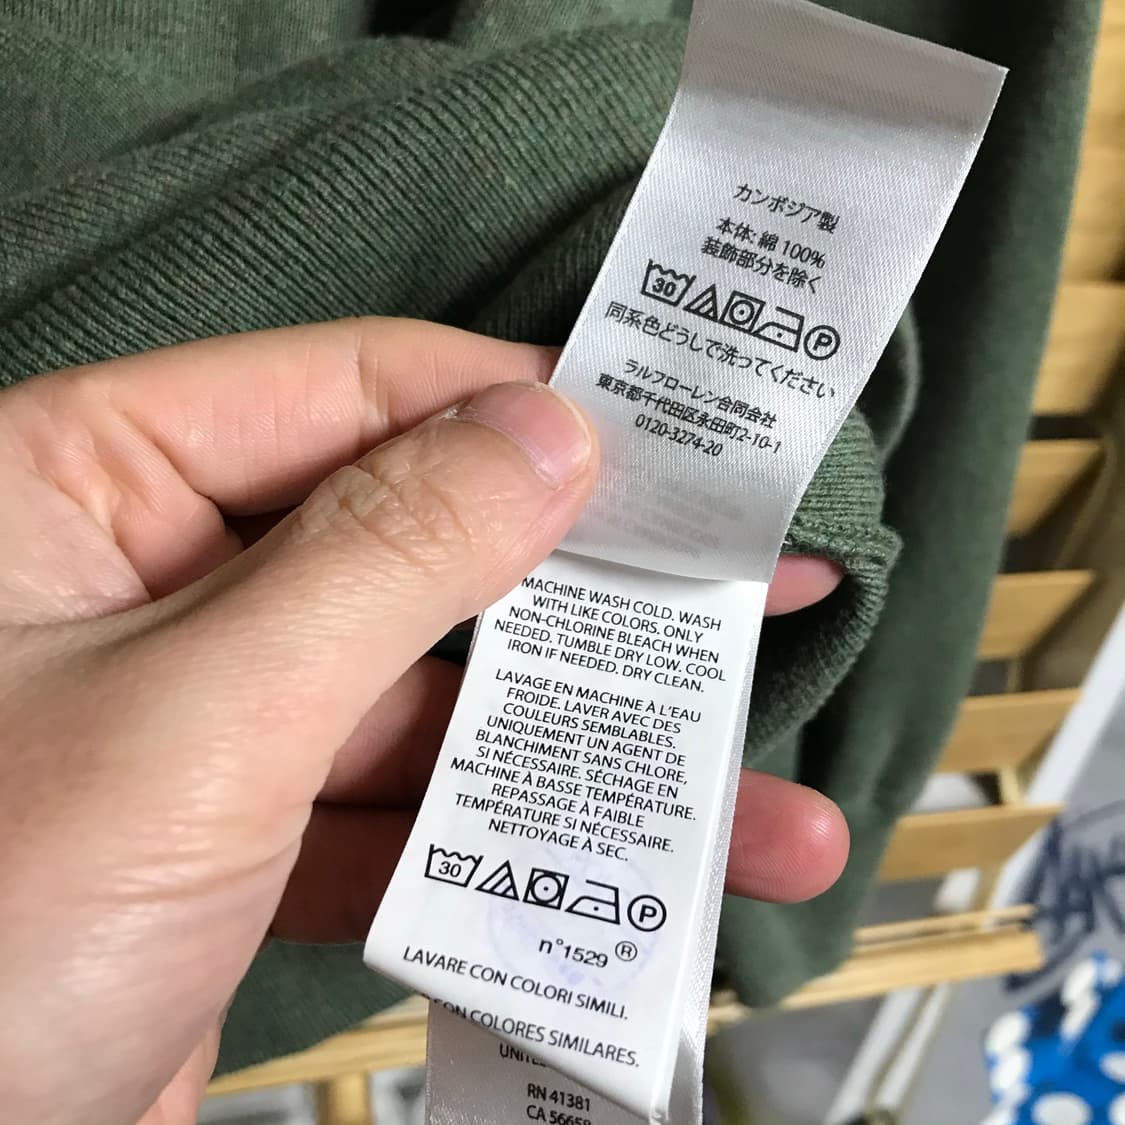 カンボジア製
本体: 綿 100%
装飾部分を除く
30 P
同系色どうしで洗ってください
ラルフローレン合同会社
東京都千代田区永田町2-10-1
0120-3274-20
MACHINE WASH COLD. WASH
WITH LIKE COLORS. ONLY
NON-CHLORINE BLEACH WHEN
NEEDED. TUMBLE DRY LOW. COOL
IRON IF NEEDED. DRY CLEAN.
LAVAGE EN MACHINE À L'EAU
FROIDE. LAVER AVEC DES
COULEURS SEMBLABLES.
UNIQUEMENT UN AGENT DE
BLANCHIMENT SANS CHLORE,
SI NÉCESSAIRE. SÉCHAGE EN
MACHINE À BASSE TEMPÉRATURE.
REPASSAGE À FAIBLE
TEMPÉRATURE SI NÉCESSAIRE.
NETTOYAGE À SEC.
30 P
n°1529 ®
LAVARE CON COLORI SIMILI.
CON COLORES SIMILARES.
RN 41381
CA 56659